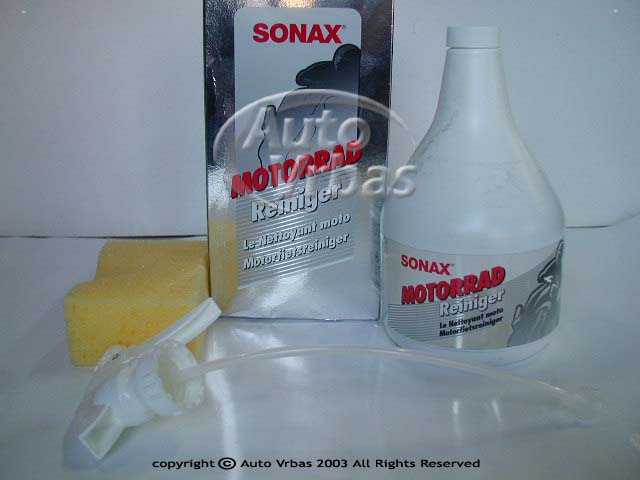 SONAX®
Auto
Vrbas
MOTORRAD
Reiniger
Le Nettoyant moto
Motorfietsreiniger
SONAX®
MOTORRAD
Reiniger
Le Nettoyant moto
Motorfietsreiniger
copyright © Auto Vrbas 2003 All Rights Reserved